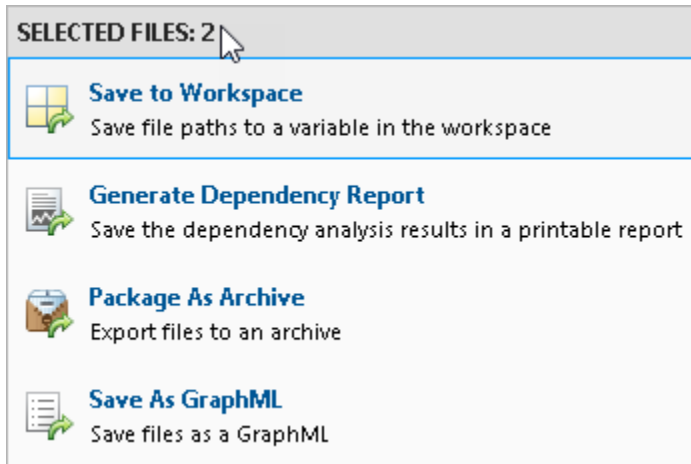 SELECTED FILES: 2
Save to Workspace
Save file paths to a variable in the workspace
Generate Dependency Report
Save the dependency analysis results in a printable report
Package As Archive
Export files to an archive
Save As GraphML
Save files as a GraphML